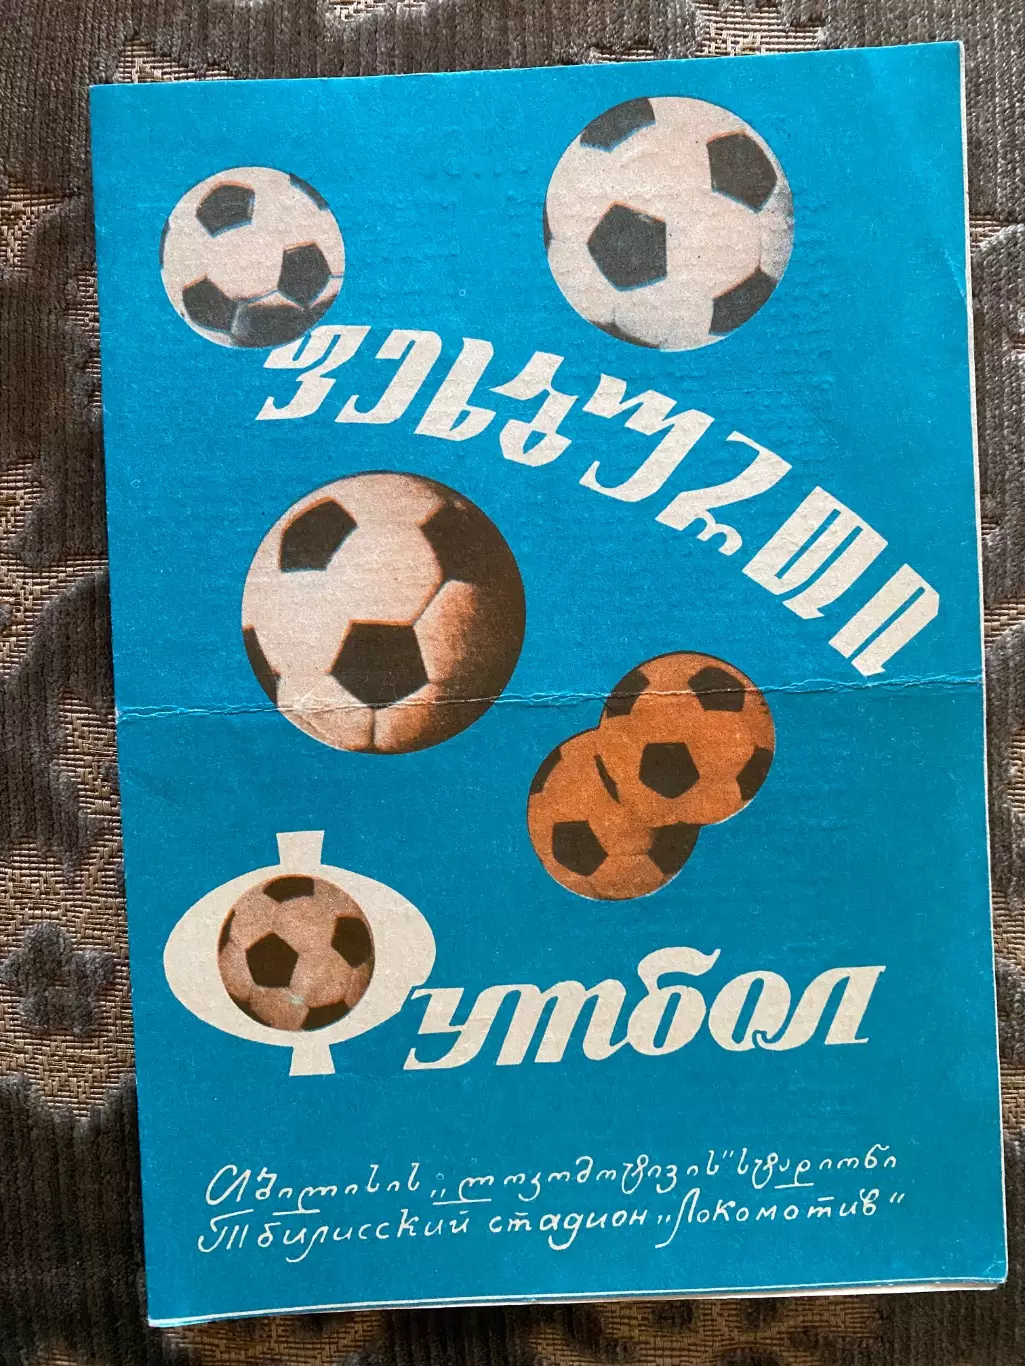 ფეხბურთი
Футбол
თბილისის „ლოკომოტივის“ სტადიონი
Тбилисский стадион „Локомотив“